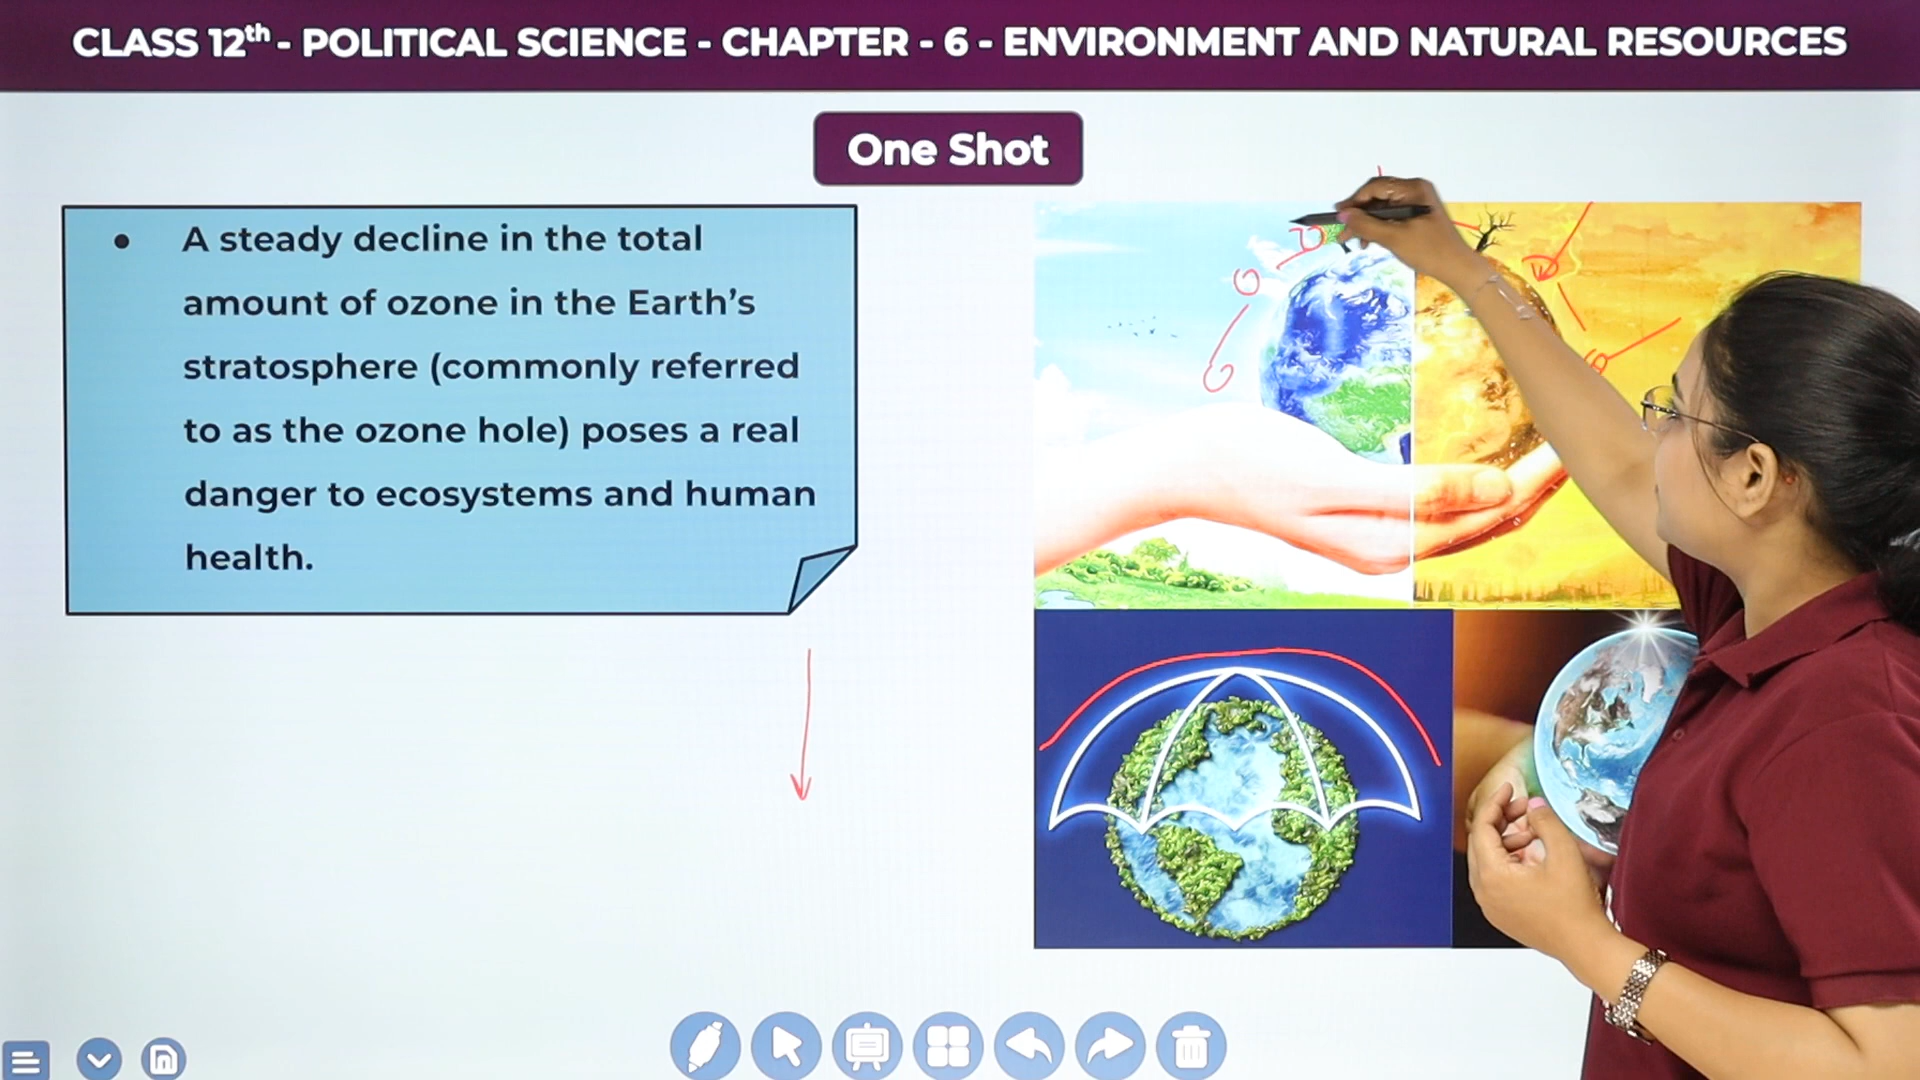 CLASS 12th - POLITICAL SCIENCE - CHAPTER - 6 - ENVIRONMENT AND NATURAL RESOURCES
One Shot
• A steady decline in the total
amount of ozone in the Earth's
stratosphere (commonly referred
to as the ozone hole) poses a real
danger to ecosystems and human
health.